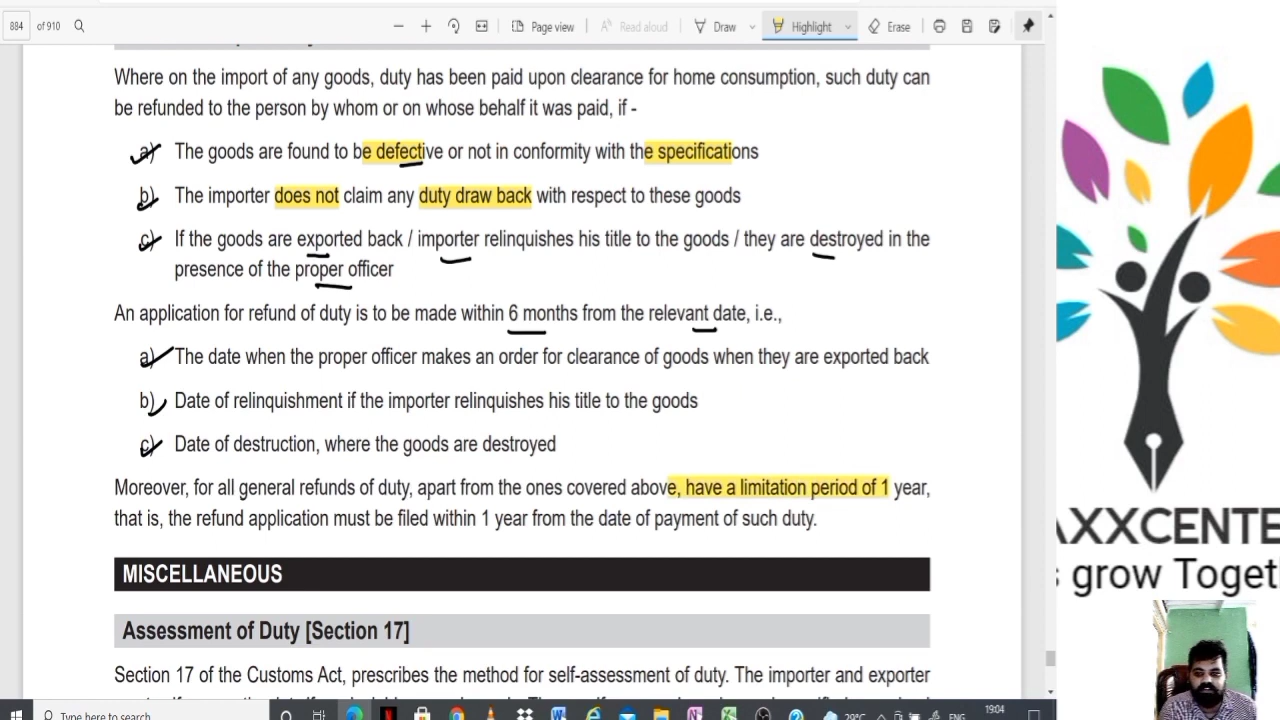 884 of 910 Page view Read aloud Draw Highlight Erase
Where on the import of any goods, duty has been paid upon clearance for home consumption, such duty can
be refunded to the person by whom or on whose behalf it was paid, if -
a) The goods are found to be defective or not in conformity with the specifications
b) The importer does not claim any duty draw back with respect to these goods
c) If the goods are exported back / importer relinquishes his title to the goods / they are destroyed in the
presence of the proper officer
An application for refund of duty is to be made within 6 months from the relevant date, i.e.,
a) The date when the proper officer makes an order for clearance of goods when they are exported back
b) Date of relinquishment if the importer relinquishes his title to the goods
c) Date of destruction, where the goods are destroyed
Moreover, for all general refunds of duty, apart from the ones covered above, have a limitation period of 1 year,
that is, the refund application must be filed within 1 year from the date of payment of such duty.
MISCELLANEOUS
Assessment of Duty [Section 17]
Section 17 of the Customs Act, prescribes the method for self-assessment of duty. The importer and exporter
AXXCENTE
s grow Togeth
Type here to search 29°C ENG 19:04